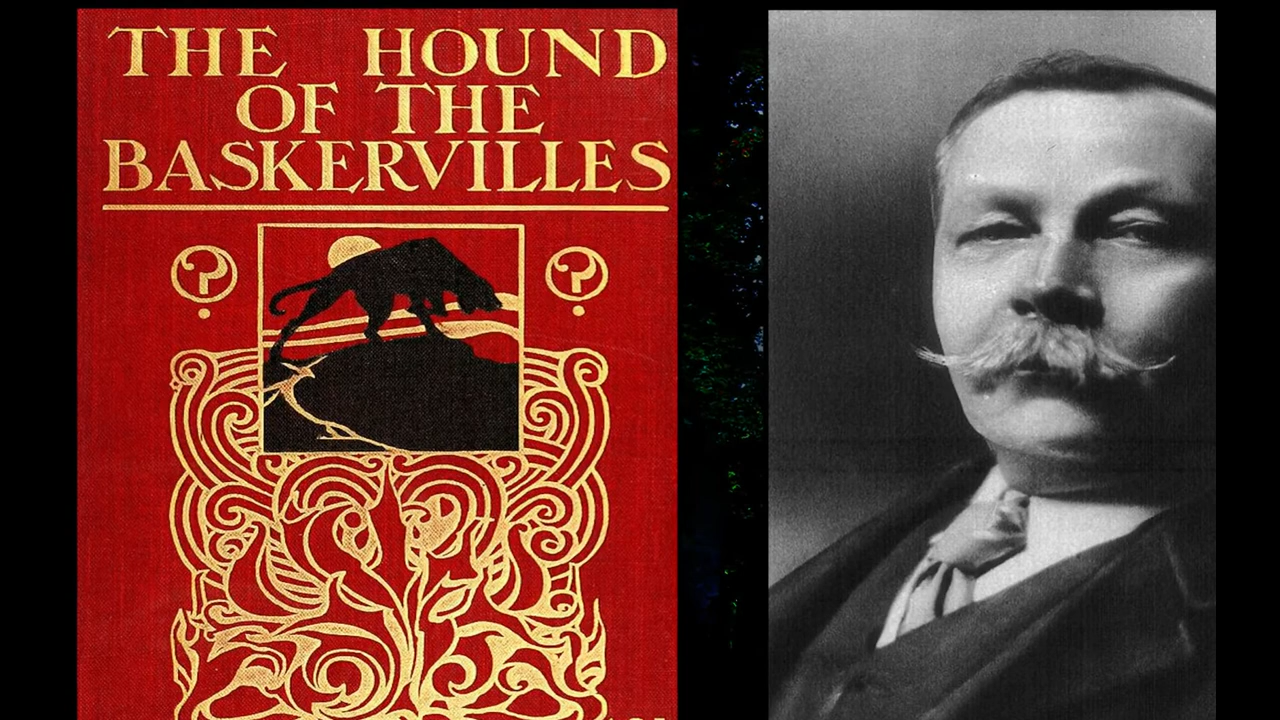 THE HOUND
OF THE
BASKERVILLES
? ?